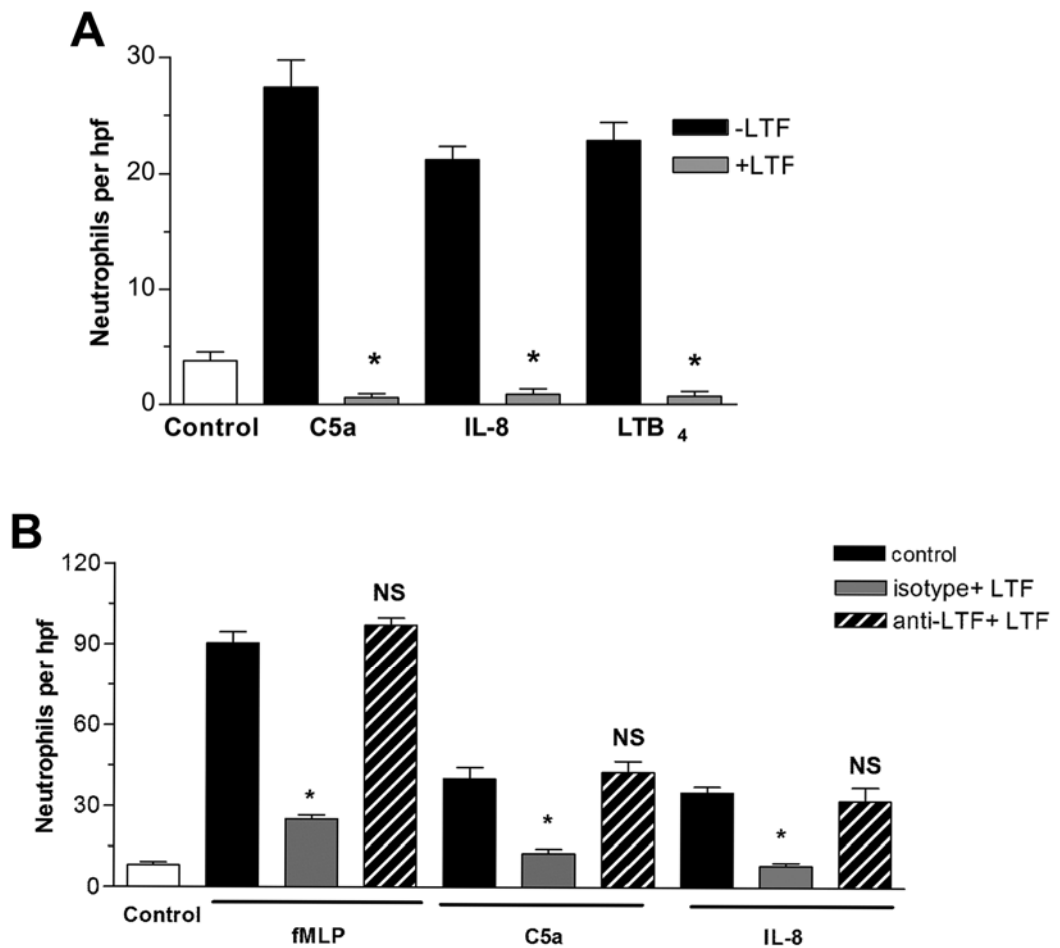 A
Neutrophils per hpf
30
20
10
0
-LTF
+LTF
*
*
*
Control C5a IL-8 LTB 4
B
Neutrophils per hpf
120
90
60
30
0
control
isotype+ LTF
anti-LTF+ LTF
NS
*
NS
*
NS
*
Control
fMLP C5a IL-8